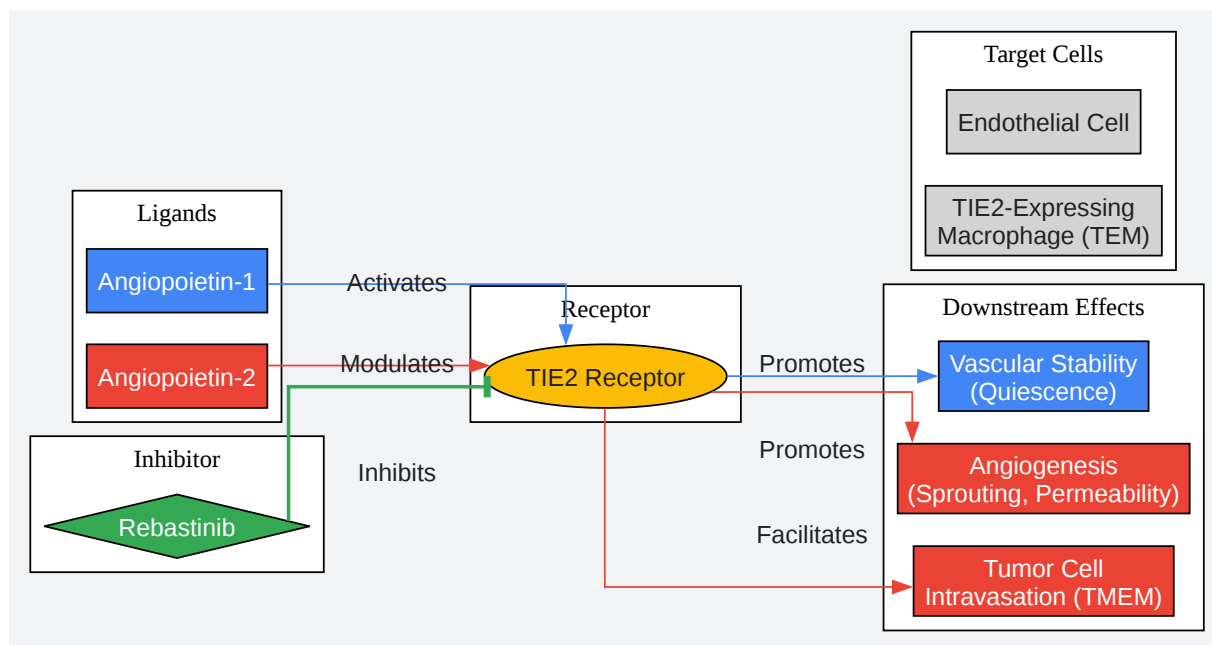 Target Cells
Endothelial Cell
TIE2-Expressing
Macrophage (TEM)
Ligands
Angiopoietin-1
Angiopoietin-2
Activates
Modulates
Receptor
TIE2 Receptor
Inhibitor
Rebastinib
Inhibits
Promotes
Promotes
Facilitates
Downstream Effects
Vascular Stability
(Quiescence)
Angiogenesis
(Sprouting, Permeability)
Tumor Cell
Intravasation (TMEM)